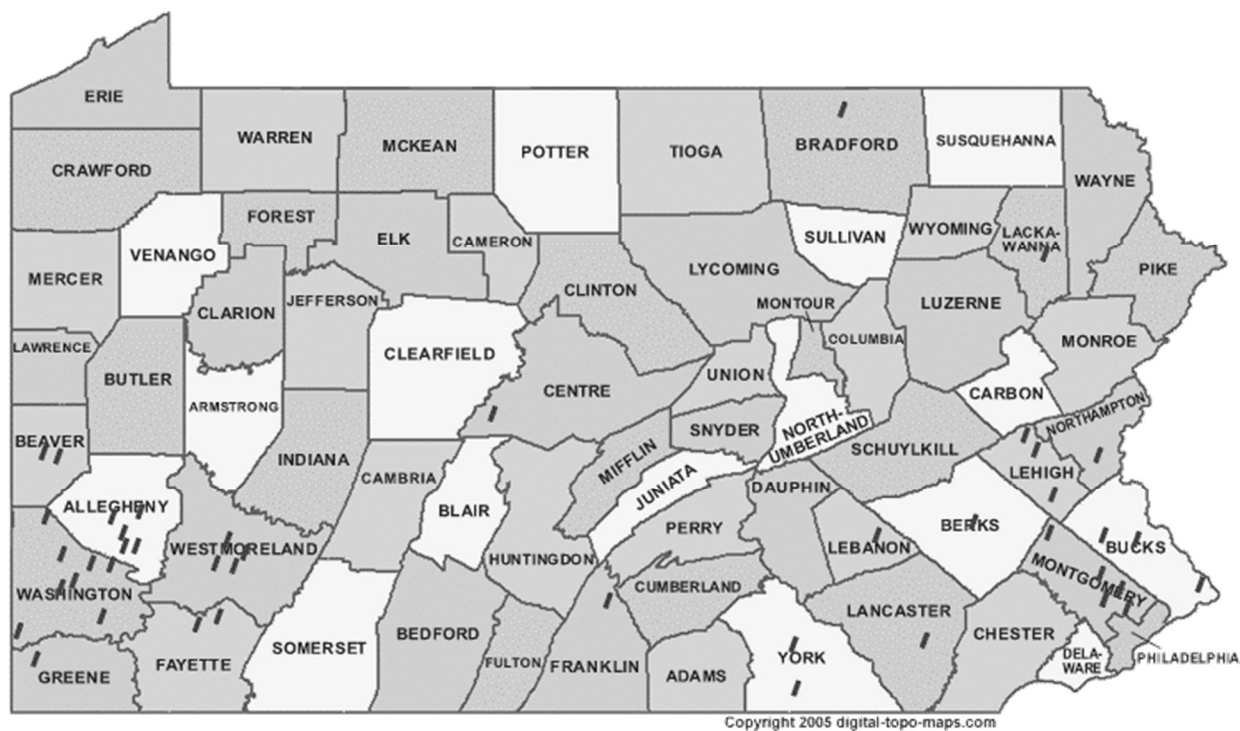 ERIE
WARREN
MCKEAN
POTTER
TIOGA
BRADFORD
SUSQUEHANNA
CRAWFORD
WAYNE
FOREST
VENANGO
ELK
CAMERON
SULLIVAN
WYOMING
LACKA-
WANNA
MERCER
CLARION
JEFFERSON
CLINTON
LYCOMING
MONTOUR
LUZERNE
PIKE
LAWRENCE
BUTLER
CLEARFIELD
CENTRE
UNION
COLUMBIA
MONROE
ARMSTRONG
CARBON
BEAVER
INDIANA
SNYDER
NORTH-
UMBERLAND
SCHUYLKILL
NORTHAMPTON
MIFFLIN
JUNIATA
LEHIGH
ALLEGHENY
CAMBRIA
BLAIR
DAUPHIN
PERRY
BERKS
WESTMORELAND
HUNTINGDON
LEBANON
BUCKS
WASHINGTON
CUMBERLAND
MONTGOMERY
LANCASTER
SOMERSET
BEDFORD
CHESTER
GREENE
FAYETTE
FULTON
FRANKLIN
ADAMS
YORK
DELA-
WARE
PHILADELPHIA
Copyright 2005 digital-topo-maps.com